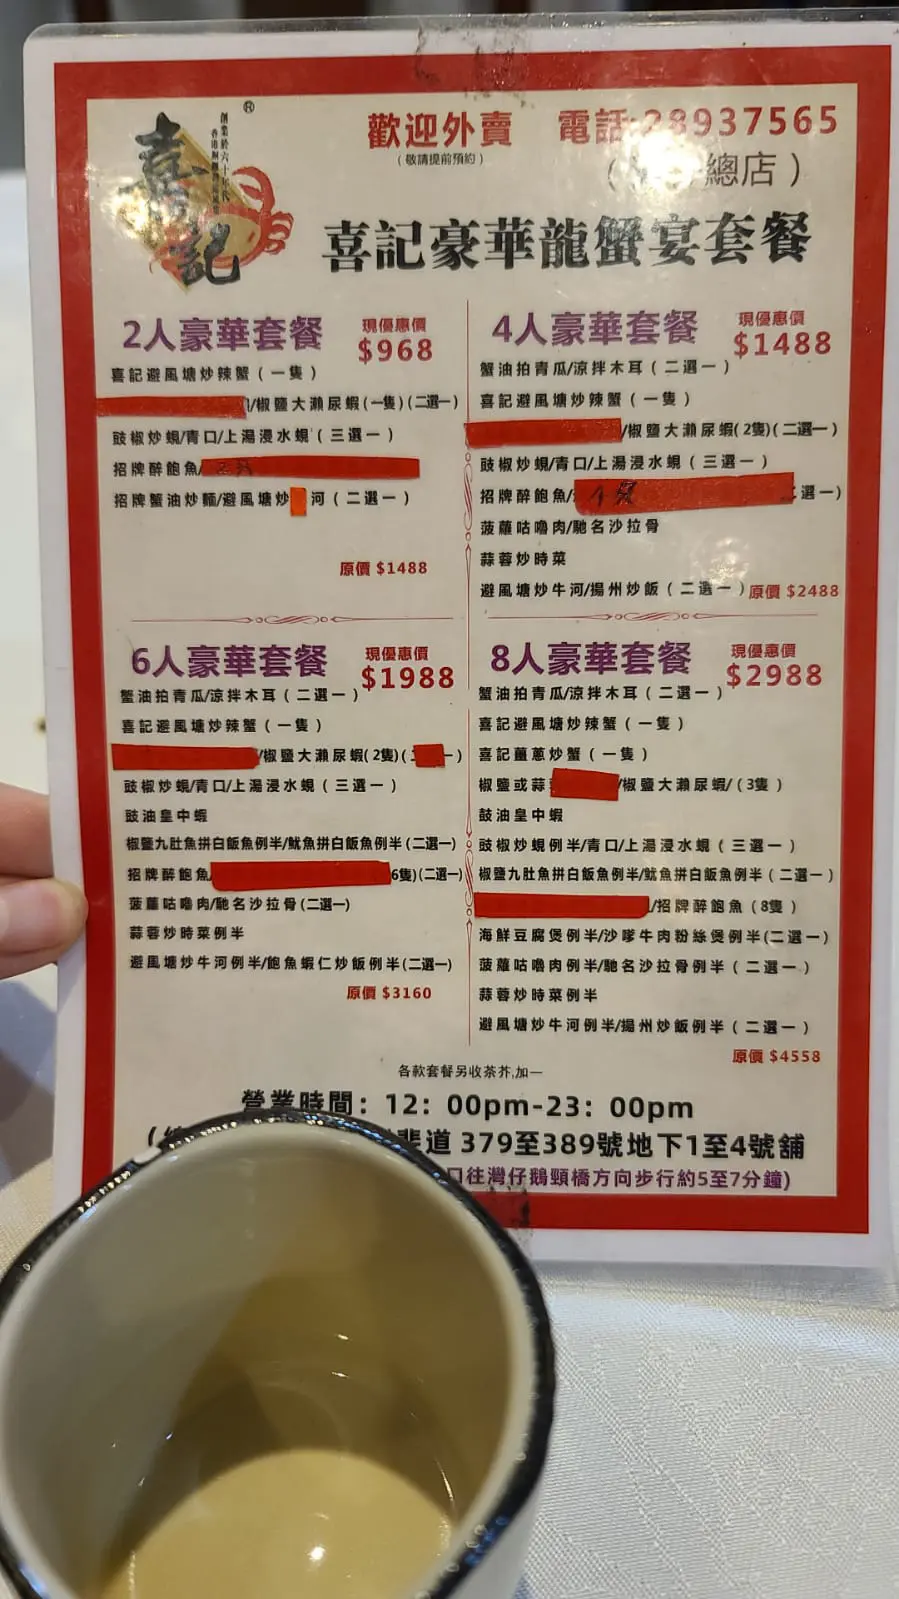 喜記
®
歡迎外賣
(敬請提前預約)
電話:28937565
總店)
喜記豪華龍蟹宴套餐
2人豪華套餐
現優惠價
$968
喜記避風塘炒辣蟹(一隻)
/椒鹽大瀨尿蝦(一隻)(二選一)
豉椒炒蜆/青口/上湯浸水蜆(三選一)
招牌醉鮑魚/
招牌蟹油炒麵/避風塘炒 河(二選一)
原價 $1488
4人豪華套餐
現優惠價
$1488
蟹油拍青瓜/涼拌木耳(二選一)
喜記避風塘炒辣蟹(一隻)
/椒鹽大瀨尿蝦(2隻)(二選一)
豉椒炒蜆/青口/上湯浸水蜆(三選一)
招牌醉鮑魚/ 選一)
菠蘿咕嚕肉/馳名沙拉骨
蒜蓉炒時菜
避風塘炒牛河/揚州炒飯(二選一)
原價 $2488
6人豪華套餐
現優惠價
$1988
蟹油拍青瓜/涼拌木耳(二選一)
喜記避風塘炒辣蟹(一隻)
/椒鹽大瀨尿蝦(2隻)( 一)
豉椒炒蜆/青口/上湯浸水蜆(三選一)
豉油皇中蝦
椒鹽九肚魚拼白飯魚例半/魷魚拼白飯魚例半(二選一)
招牌醉鮑魚 6隻)(二選一)
菠蘿咕嚕肉/馳名沙拉骨(二選一)
蒜蓉炒時菜例半
避風塘炒牛河例半/鮑魚蝦仁炒飯例半(二選一)
原價 $3160
8人豪華套餐
現優惠價
$2988
蟹油拍青瓜/涼拌木耳(二選一)
喜記避風塘炒辣蟹(一隻)
喜記薑蔥炒蟹(一隻)
椒鹽或蒜 /椒鹽大瀨尿蝦/(3隻)
豉油皇中蝦
豉椒炒蜆例半/青口/上湯浸水蜆(三選一)
椒鹽九肚魚拼白飯魚例半/魷魚拼白飯魚例半(二選一)
/招牌醉鮑魚(8隻)
海鮮豆腐煲例半/沙嗲牛肉粉絲煲例半(二選一)
菠蘿咕嚕肉例半/馳名沙拉骨例半(二選一)
蒜蓉炒時菜例半
避風塘炒牛河例半/揚州炒飯例半(二選一)
原價 $4558
各款套餐另收茶芥,加一
營業時間: 12: 00pm-23: 00pm
道 379至389號地下1至4號舖
口往灣仔鵝頸橋方向步行約5至7分鐘)